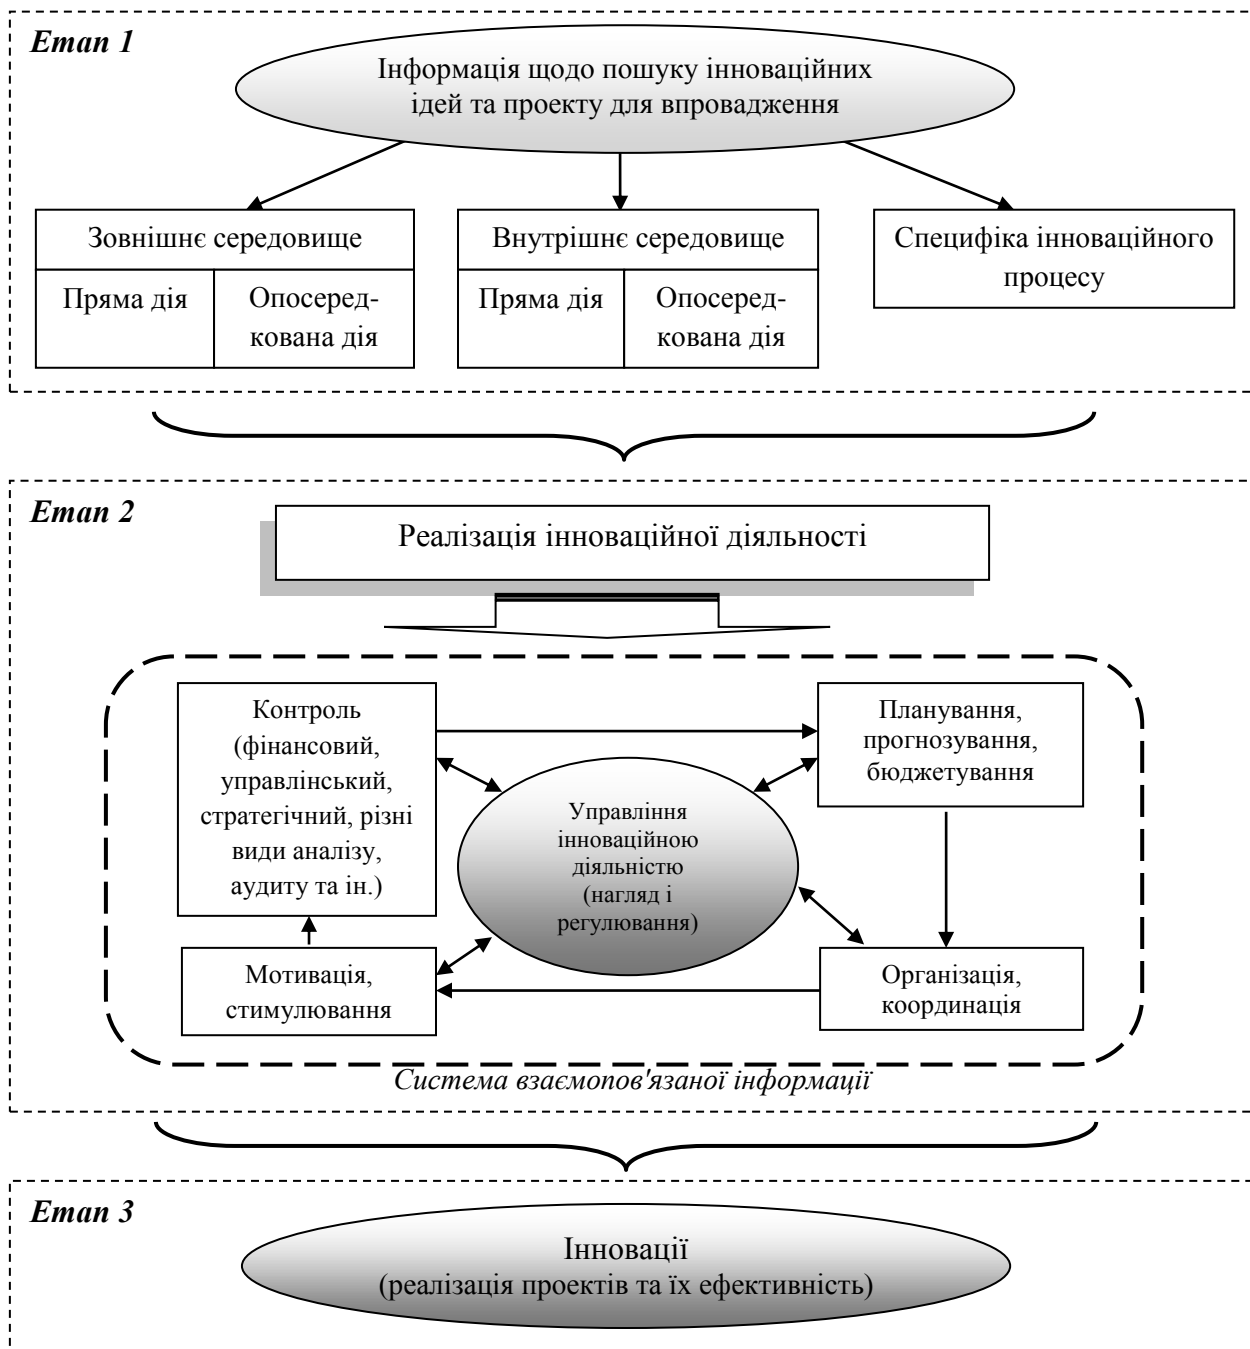 Етап 1
Інформація щодо пошуку інноваційних
ідей та проекту для впровадження
Зовнішнє середовище
Пряма дія
Опосеред-
кована дія
Внутрішнє середовище
Пряма дія
Опосеред-
кована дія
Специфіка інноваційного
процесу
Етап 2
Реалізація інноваційної діяльності
Контроль
(фінансовий,
управлінський,
стратегічний, різні
види аналізу,
аудиту та ін.)
Планування,
прогнозування,
бюджетування
Управління
інноваційною
діяльністю
(нагляд і
регулювання)
Мотивація,
стимулювання
Організація,
координація
Система взаємопов'язаної інформації
Етап 3
Інновації
(реалізація проектів та їх ефективність)